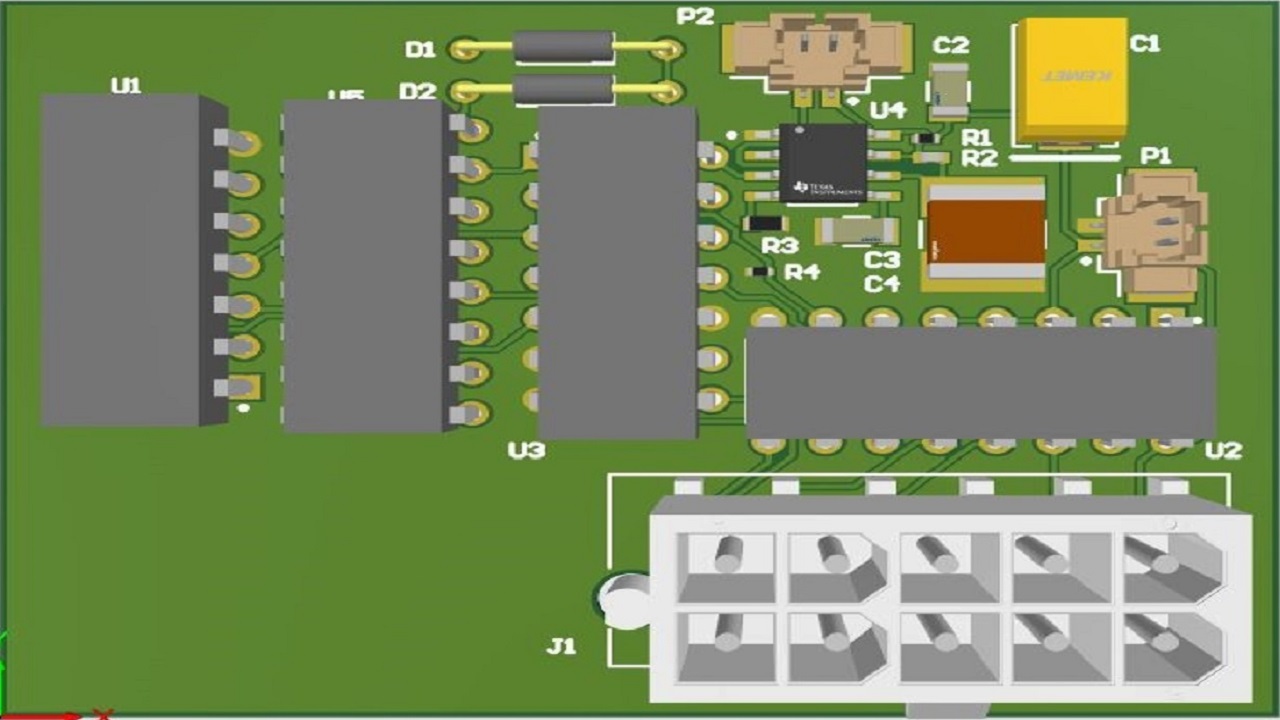 P2
D1
C2
C1
U1
U5
D2
U4
R1
R2
P1
TEXAS
INSTRUMENTS
KEMET
R3
C3
R4
C4
U3
U2
J1
X